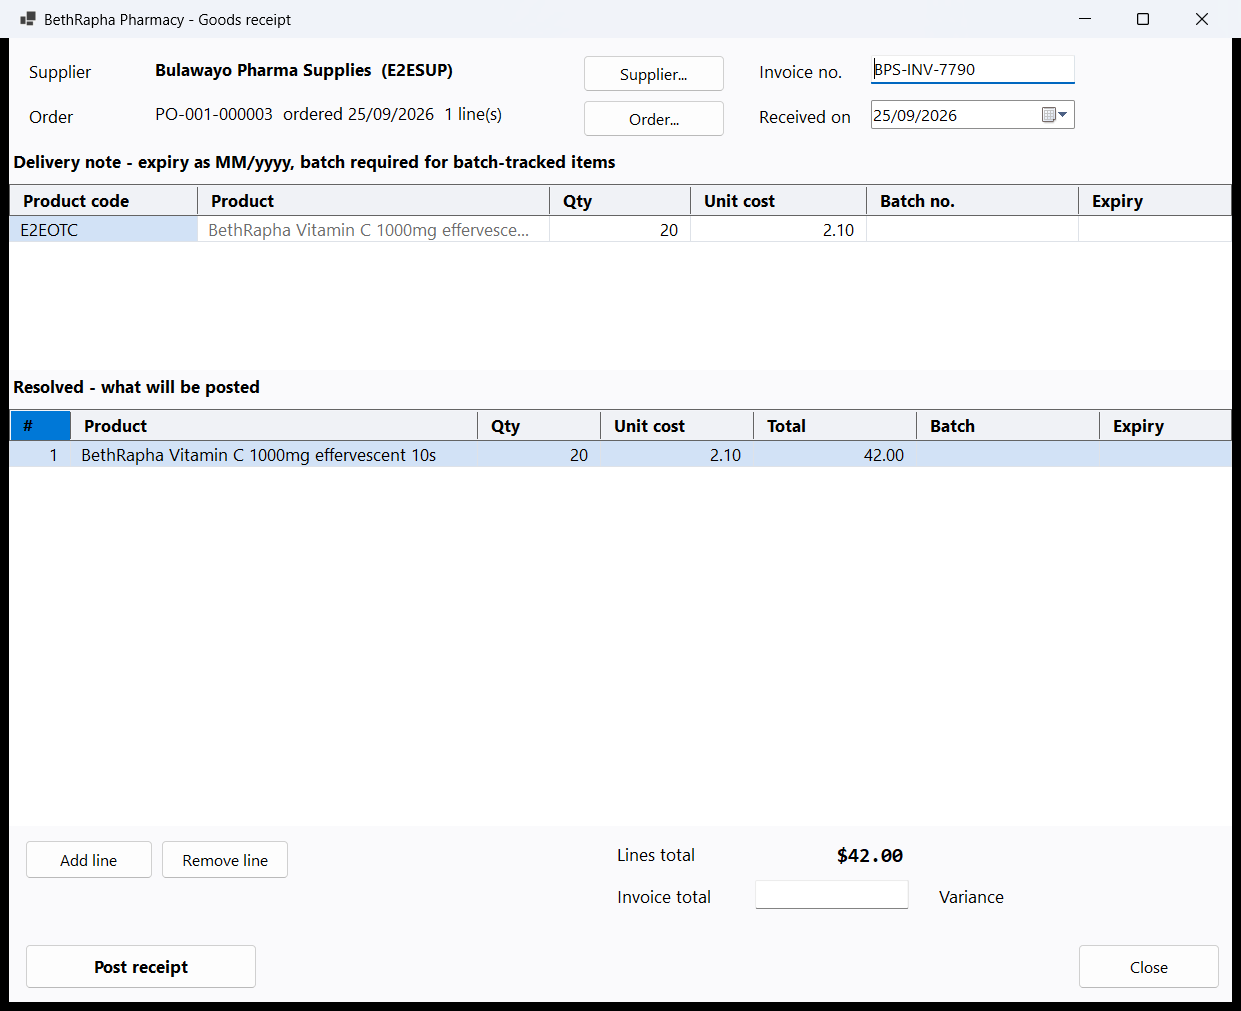 BethRapha Pharmacy - Goods receipt
Supplier Bulawayo Pharma Supplies (E2ESUP) Supplier... Invoice no. BPS-INV-7790
Order PO-001-000003 ordered 25/09/2026 1 line(s) Order... Received on 25/09/2026
Delivery note - expiry as MM/yyyy, batch required for batch-tracked items
Product code Product Qty Unit cost Batch no. Expiry
E2EOTC BethRapha Vitamin C 1000mg effervesce... 20 2.10
Resolved - what will be posted
# Product Qty Unit cost Total Batch Expiry
1 BethRapha Vitamin C 1000mg effervescent 10s 20 2.10 42.00
Add line Remove line Lines total $42.00
Invoice total Variance
Post receipt Close